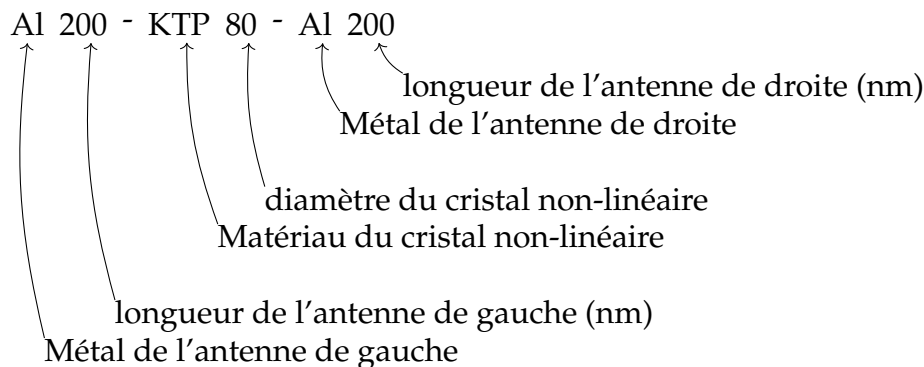 Al 200 - KTP 80 - Al 200
longueur de l'antenne de droite (nm)
Métal de l'antenne de droite
diamètre du cristal non-linéaire
Matériau du cristal non-linéaire
longueur de l'antenne de gauche (nm)
Métal de l'antenne de gauche